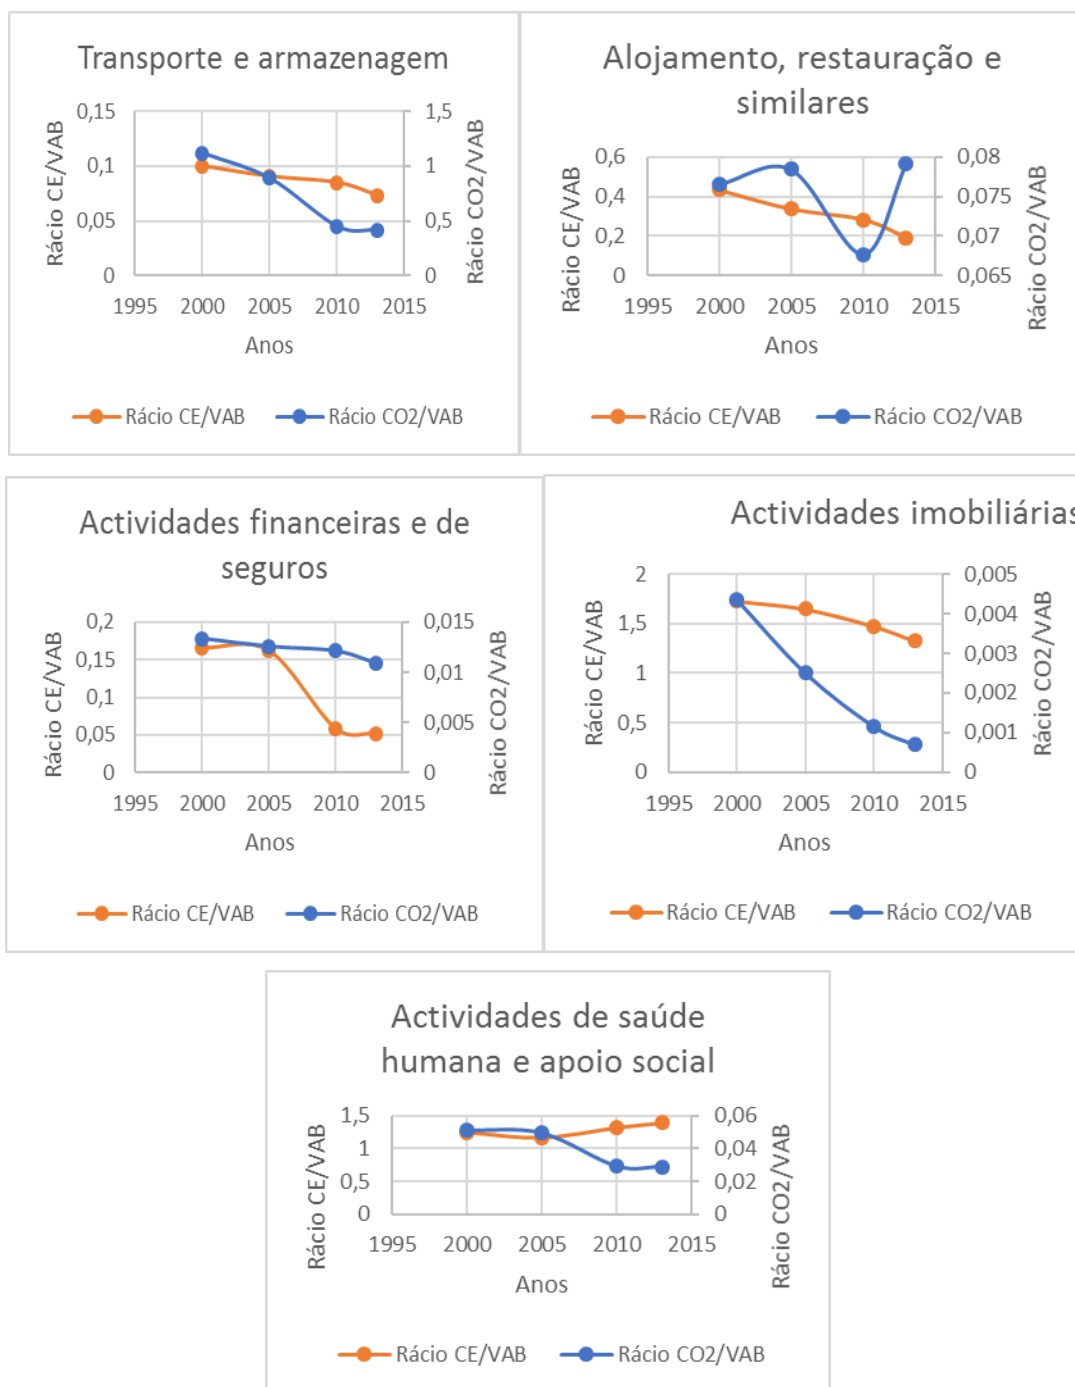 Transporte e armazenagem
Rácio CE/VAB
0,15
0,1
0,05
0
1,5
1
0,5
0
Rácio CO2/VAB
1995 2000 2005 2010 2015
Anos
Rácio CE/VAB Rácio CO2/VAB
Alojamento, restauração e
similares
Rácio CE/VAB
0,6
0,4
0,2
0
0,08
0,075
0,07
0,065
Rácio CO2/VAB
1995 2000 2005 2010 2015
Anos
Rácio CE/VAB Rácio CO2/VAB
Actividades financeiras e de
seguros
Rácio CE/VAB
0,2
0,15
0,1
0,05
0
0,015
0,01
0,005
0
Rácio CO2/VAB
1995 2000 2005 2010 2015
Anos
Rácio CE/VAB Rácio CO2/VAB
Actividades imobiliárias
Rácio CE/VAB
2
1,5
1
0,5
0
0,005
0,004
0,003
0,002
0,001
0
Rácio CO2/VAB
1995 2000 2005 2010 2015
Anos
Rácio CE/VAB Rácio CO2/VAB
Actividades de saúde
humana e apoio social
Rácio CE/VAB
1,5
1
0,5
0
0,06
0,04
0,02
0
Rácio CO2/VAB
1995 2000 2005 2010 2015
Anos
Rácio CE/VAB Rácio CO2/VAB